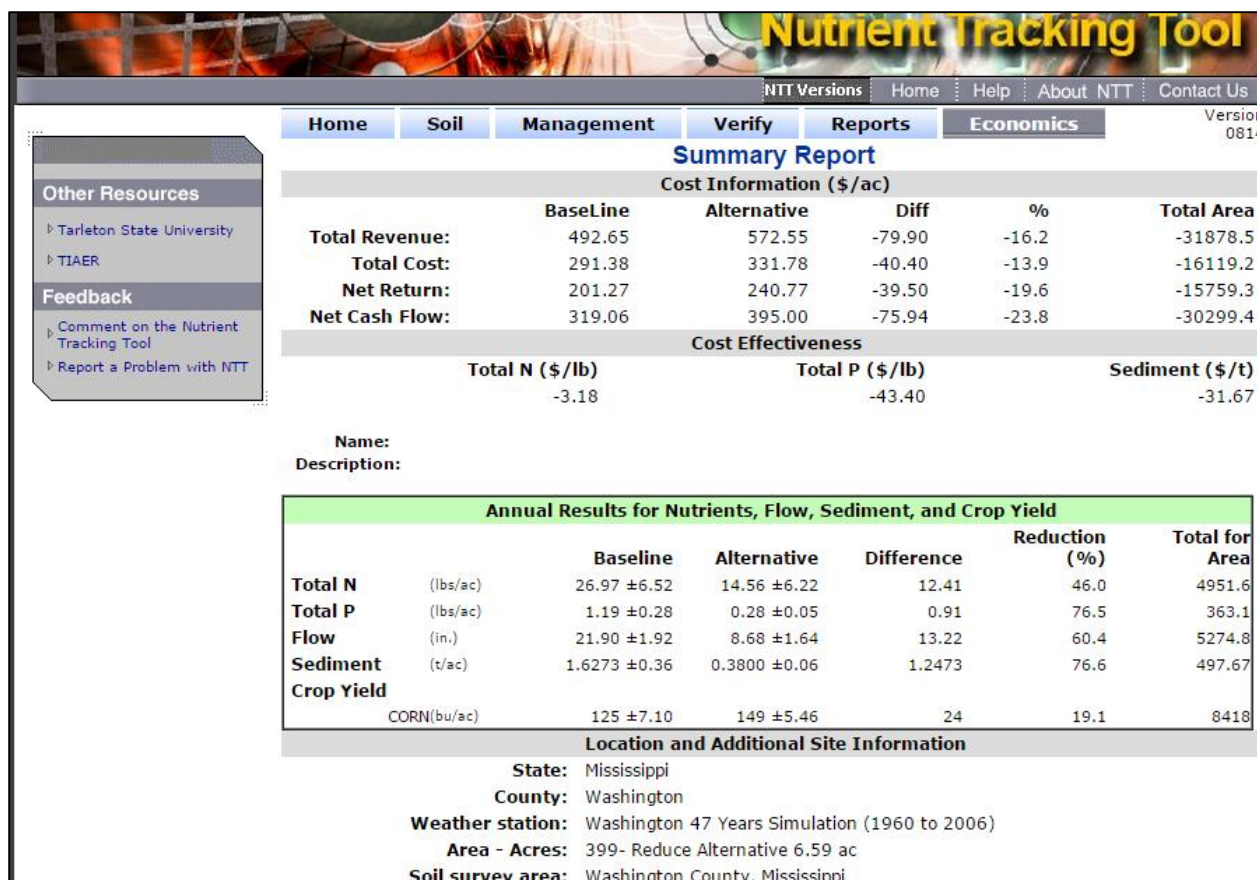 Nutrient Tracking Tool
NTT Versions Home Help About NTT Contact Us
Home Soil Management Verify Reports Economics
Other Resources
Tarleton State University
TIAER
Feedback
Comment on the Nutrient
Tracking Tool
Report a Problem with NTT
Summary Report
Cost Information ($/ac)
BaseLine Alternative Diff % Total Area
Total Revenue: 492.65 572.55 -79.90 -16.2 -31878.5
Total Cost: 291.38 331.78 -40.40 -13.9 -16119.2
Net Return: 201.27 240.77 -39.50 -19.6 -15759.3
Net Cash Flow: 319.06 395.00 -75.94 -23.8 -30299.4
Cost Effectiveness
Total N ($/lb) Total P ($/lb) Sediment ($/t)
-3.18 -43.40 -31.67
Name:
Description:
Annual Results for Nutrients, Flow, Sediment, and Crop Yield
Baseline Alternative Difference Reduction (%) Total for Area
Total N (lbs/ac) 26.97 ±6.52 14.56 ±6.22 12.41 46.0 4951.6
Total P (lbs/ac) 1.19 ±0.28 0.28 ±0.05 0.91 76.5 363.1
Flow (in.) 21.90 ±1.92 8.68 ±1.64 13.22 60.4 5274.8
Sediment (t/ac) 1.6273 ±0.36 0.3800 ±0.06 1.2473 76.6 497.67
Crop Yield
CORN(bu/ac) 125 ±7.10 149 ±5.46 24 19.1 8418
Location and Additional Site Information
State: Mississippi
County: Washington
Weather station: Washington 47 Years Simulation (1960 to 2006)
Area - Acres: 399- Reduce Alternative 6.59 ac
Soil survey area: Washington County, Mississippi